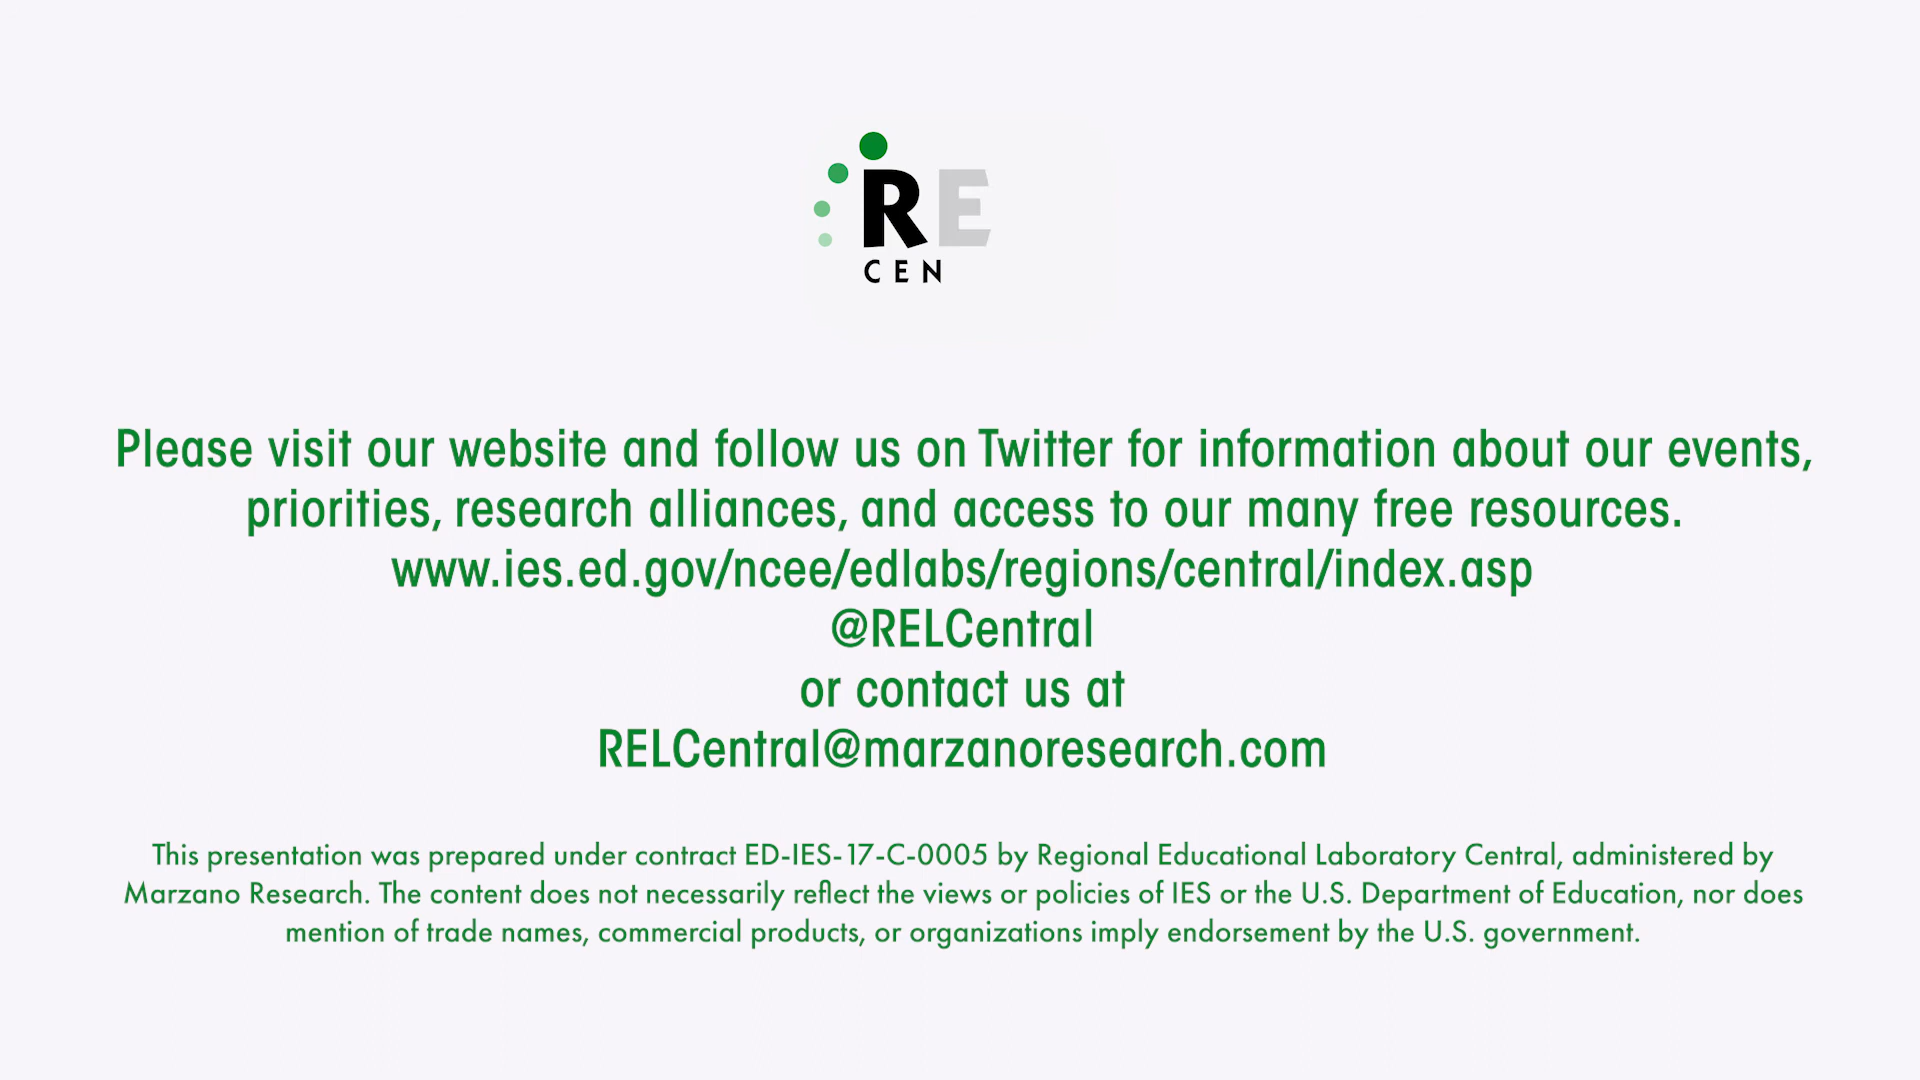 RE
CEN
Please visit our website and follow us on Twitter for information about our events,
priorities, research alliances, and access to our many free resources.
www.ies.ed.gov/ncee/edlabs/regions/central/index.asp
@RELCentral
or contact us at
RELCentral@marzanoresearch.com
This presentation was prepared under contract ED-IES-17-C-0005 by Regional Educational Laboratory Central, administered by
Marzano Research. The content does not necessarily reflect the views or policies of IES or the U.S. Department of Education, nor does
mention of trade names, commercial products, or organizations imply endorsement by the U.S. government.